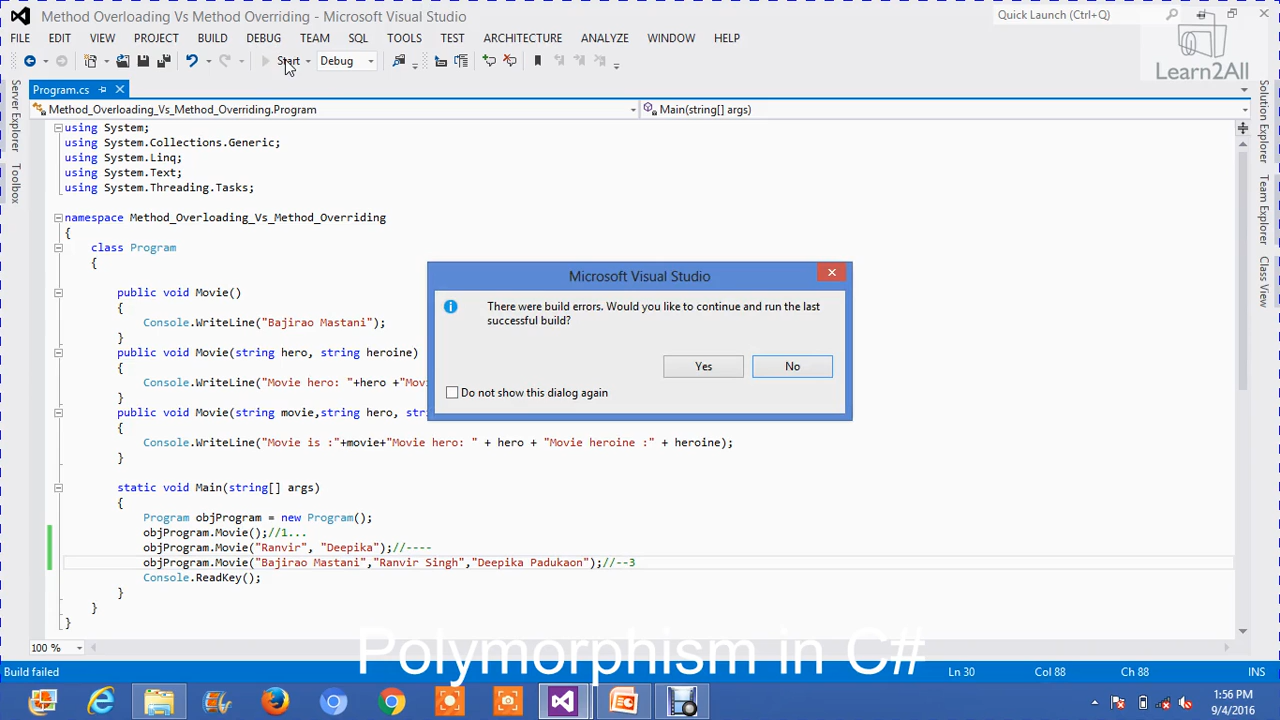 Method Overloading Vs Method Overriding - Microsoft Visual Studio
Quick Launch (Ctrl+Q)
FILE EDIT VIEW PROJECT BUILD DEBUG TEAM SQL TOOLS TEST ARCHITECTURE ANALYZE WINDOW HELP
Start Debug
Learn2All
Program.cs
Method_Overloading_Vs_Method_Overriding.Program
Main(string[] args)
Server Explorer
Toolbox
Solution Explorer
Team Explorer
Class View
using System;
using System.Collections.Generic;
using System.Linq;
using System.Text;
using System.Threading.Tasks;
namespace Method_Overloading_Vs_Method_Overriding
{
class Program
{
public void Movie()
{
Console.WriteLine("Bajirao Mastani");
}
public void Movie(string hero, string heroine)
{
Console.WriteLine("Movie hero: "+hero +"Mov
}
public void Movie(string movie,string hero, st
{
Console.WriteLine("Movie is :"+movie+"Movie hero: " + hero + "Movie heroine :" + heroine);
}
static void Main(string[] args)
{
Program objProgram = new Program();
objProgram.Movie();//1...
objProgram.Movie("Ranvir", "Deepika");//----
objProgram.Movie("Bajirao Mastani","Ranvir Singh","Deepika Padukaon");//--3
Console.ReadKey();
}
}
}
Microsoft Visual Studio
There were build errors. Would you like to continue and run the last
successful build?
Yes No
Do not show this dialog again
100 %
Polymorphism in C#
Build failed
Ln 30 Col 88 Ch 88 INS
1:56 PM
9/4/2016